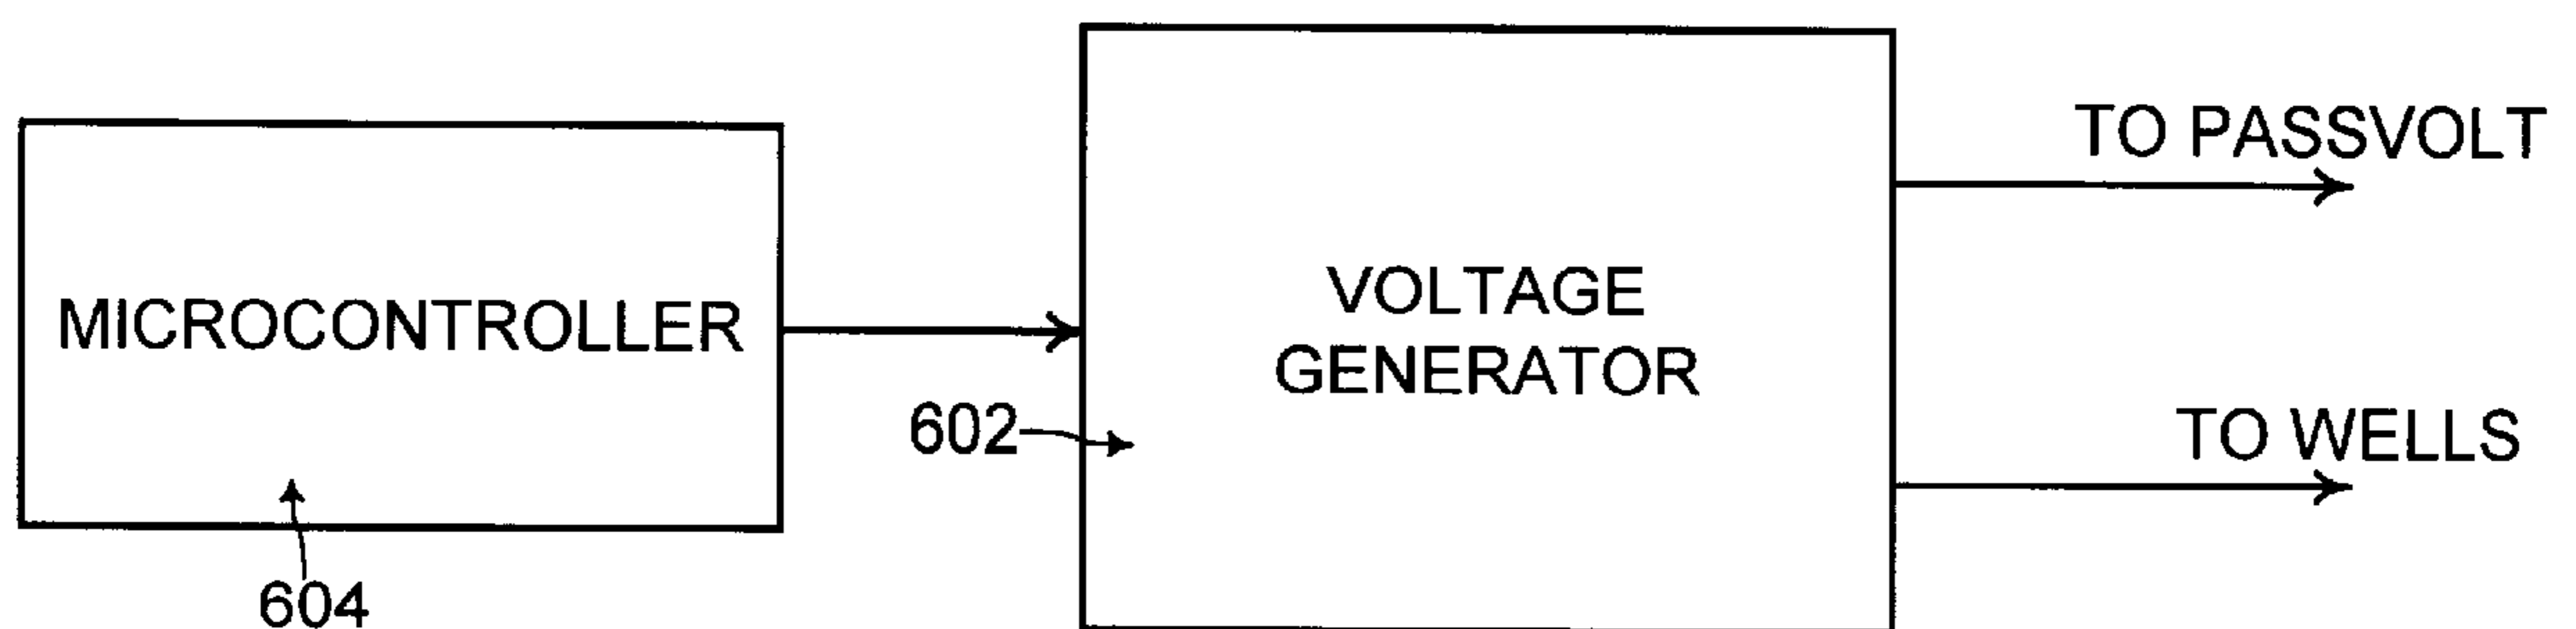 MICROCONTROLLER
604
VOLTAGE
GENERATOR
602
TO PASSVOLT
TO WELLS